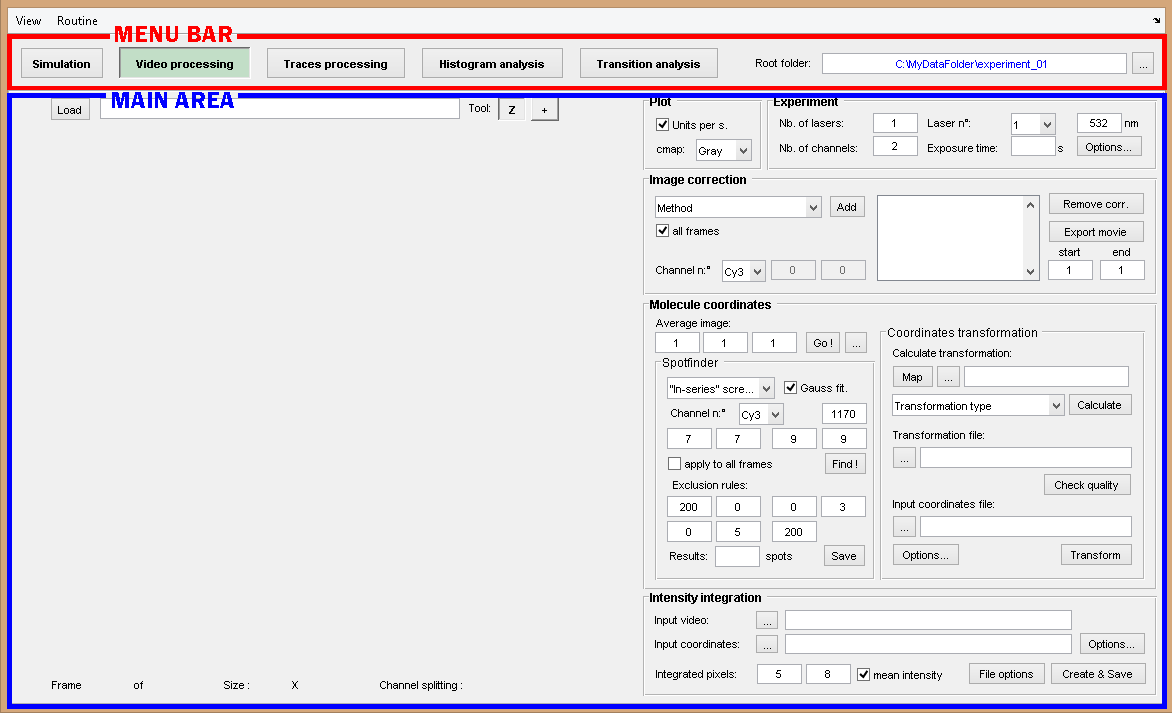 View Routine
MENU BAR
Simulation Video processing Traces processing Histogram analysis Transition analysis Root folder: C:\MyDataFolder\experiment_01 ...
MAIN AREA
Load Tool: Z +
Plot
Units per s.
cmap: Gray
Experiment
Nb. of lasers: 1 Laser n°: 1 532 nm
Nb. of channels: 2 Exposure time: s Options...
Image correction
Method Add Remove corr.
all frames Export movie
start end
Channel n:° Cy3 0 0 1 1
Molecule coordinates
Average image:
1 1 1 Go ! ...
Spotfinder
"In-series" scre... Gauss fit.
Channel n:° Cy3 1170
7 7 9 9
apply to all frames Find !
Exclusion rules:
200 0 0 3
0 5 200
Results: spots Save
Coordinates transformation
Calculate transformation:
Map ...
Transformation type Calculate
Transformation file:
...
Check quality
Input coordinates file:
...
Options... Transform
Intensity integration
Input video: ...
Input coordinates: ... Options...
Integrated pixels: 5 8 mean intensity File options Create & Save
Frame of Size : X Channel splitting :